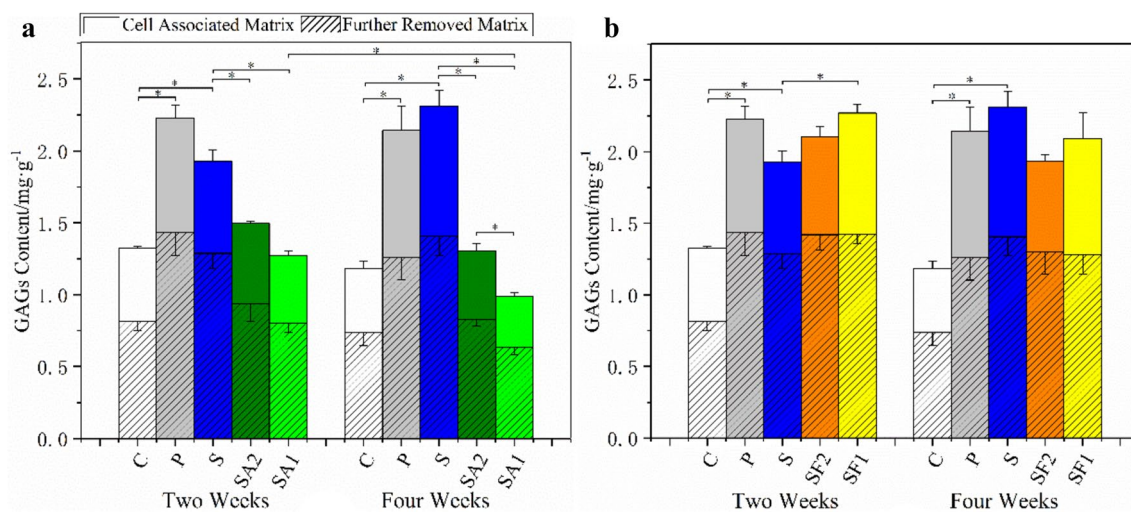 a
Cell Associated Matrix
Further Removed Matrix
b
GAGs Content/mg·g-1
2.5
2.0
1.5
1.0
0.5
0.0
* * * * * * * * * *
C P S SA2 SA1 C P S SA2 SA1
Two Weeks Four Weeks
GAGs Content/mg·g-1
2.5
2.0
1.5
1.0
0.5
0.0
* * * * *
C P S SF2 SF1 C P S SF2 SF1
Two Weeks Four Weeks